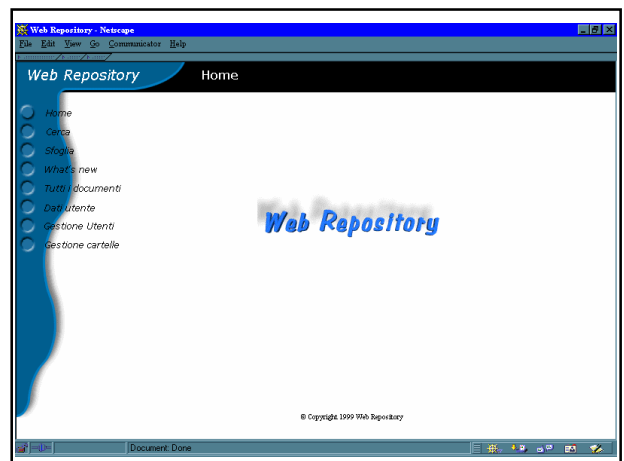 Web Repository - Netscape
File Edit View Go Communicator Help
Web Repository
Home
Home
Cerca
Sfoglia
What's new
Tutti i documenti
Dati utente
Gestione Utenti
Gestione cartelle
Web Repository
© Copyright 1999 Web Repository
Document: Done